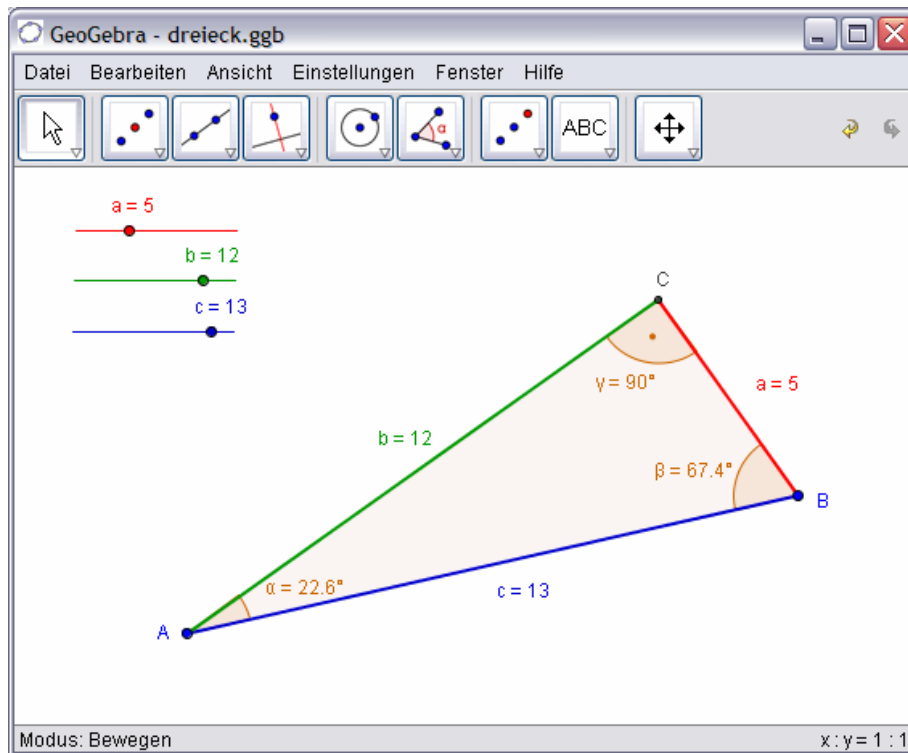 GeoGebra - dreieck.ggb
Datei Bearbeiten Ansicht Einstellungen Fenster Hilfe
α ABC
a = 5
b = 12
c = 13
C
γ = 90°
a = 5
b = 12
β = 67.4°
B
α = 22.6°
c = 13
A
Modus: Bewegen x : y = 1 : 1